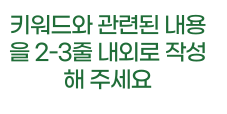 키워드와 관련된 내용
을 2-3줄 내외로 작성
해 주세요